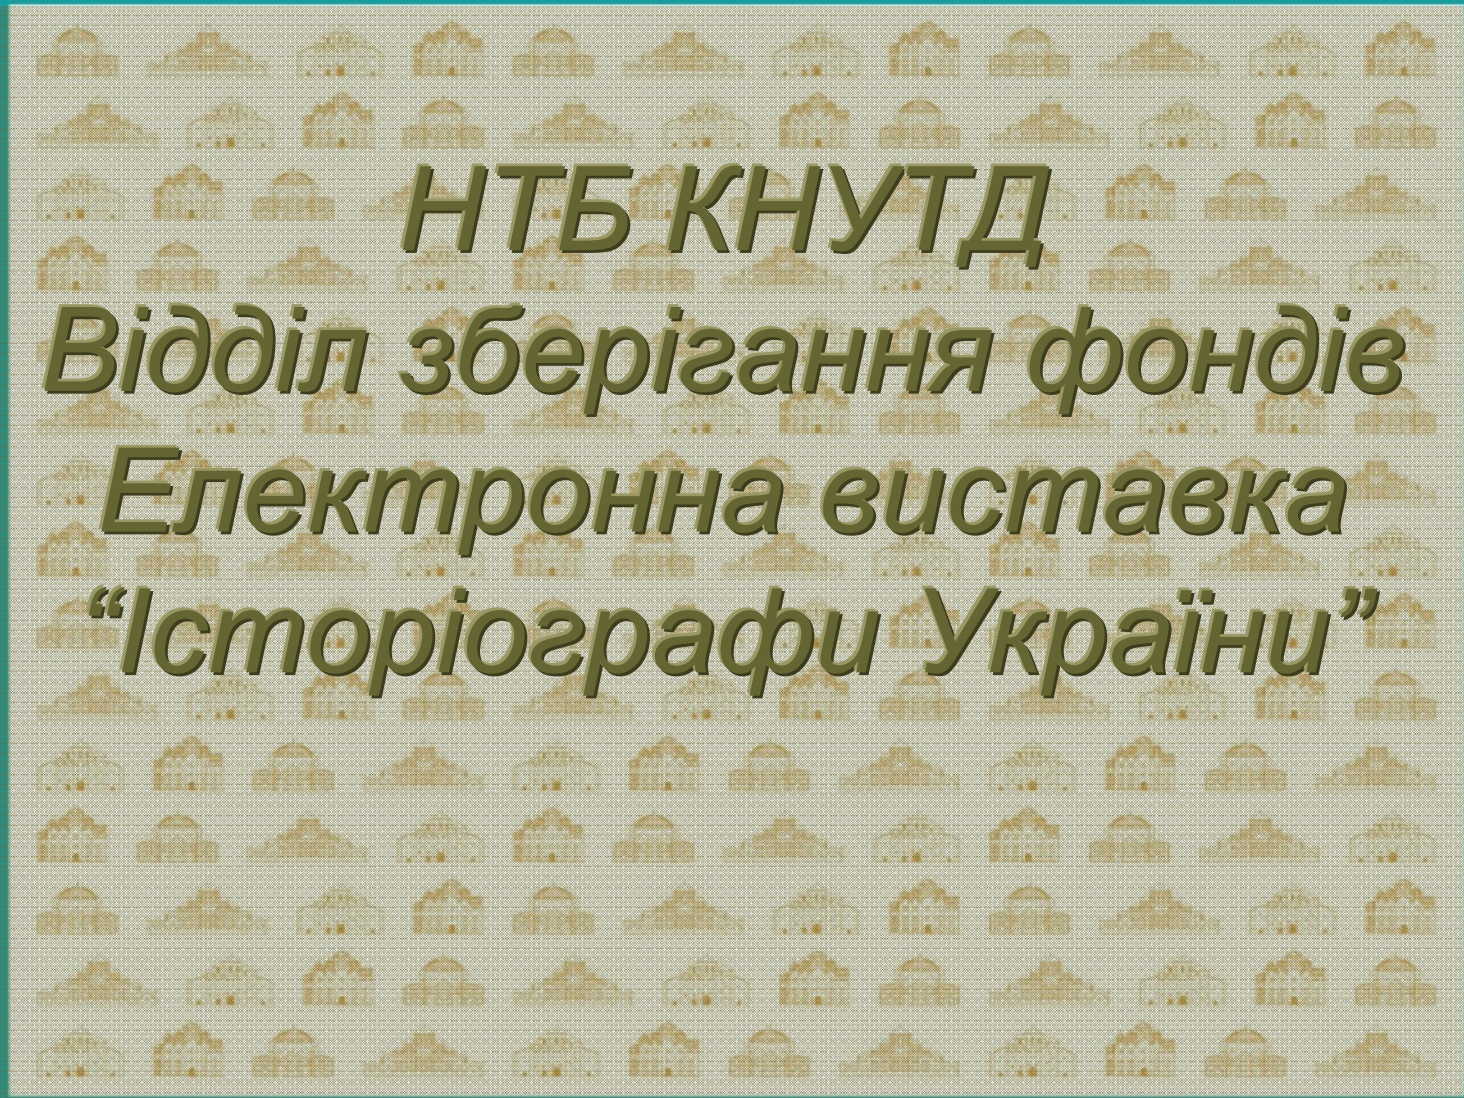 НТБ КНУТД
Відділ зберігання фондів
Електронна виставка
“Історіографи України”